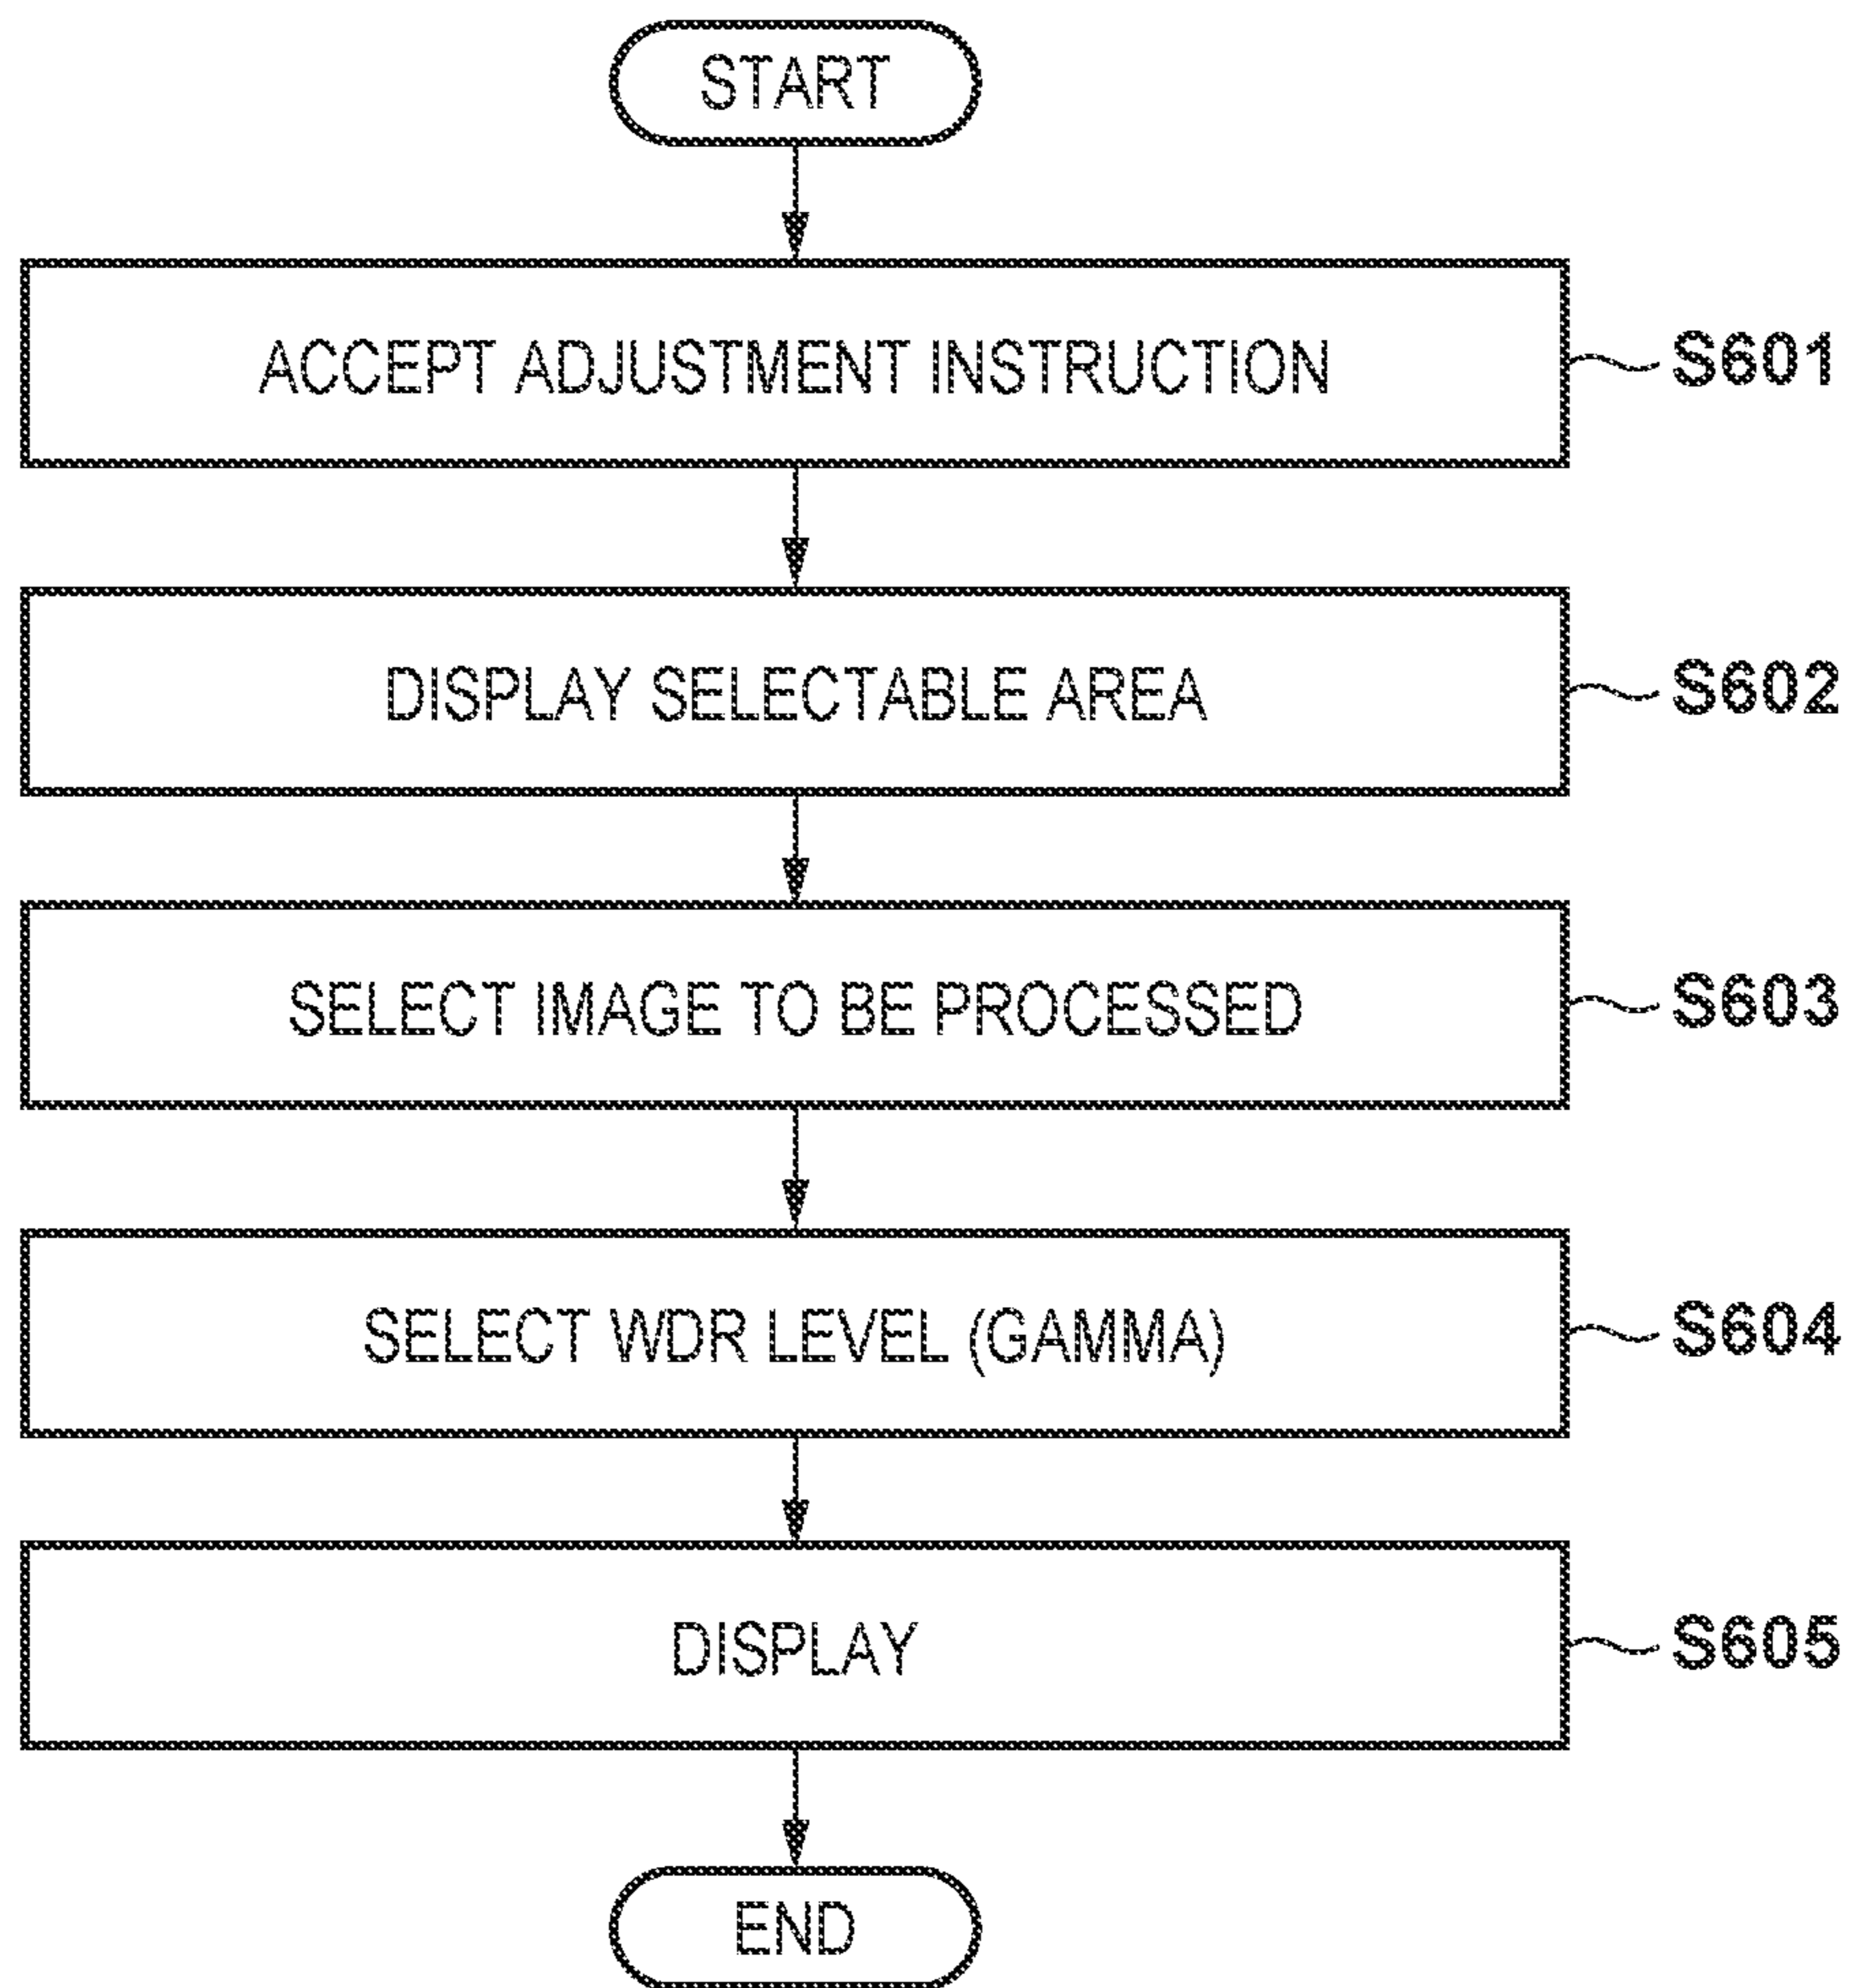 START
ACCEPT ADJUSTMENT INSTRUCTION S601
DISPLAY SELECTABLE AREA S602
SELECT IMAGE TO BE PROCESSED S603
SELECT WDR LEVEL (GAMMA) S604
DISPLAY S605
END